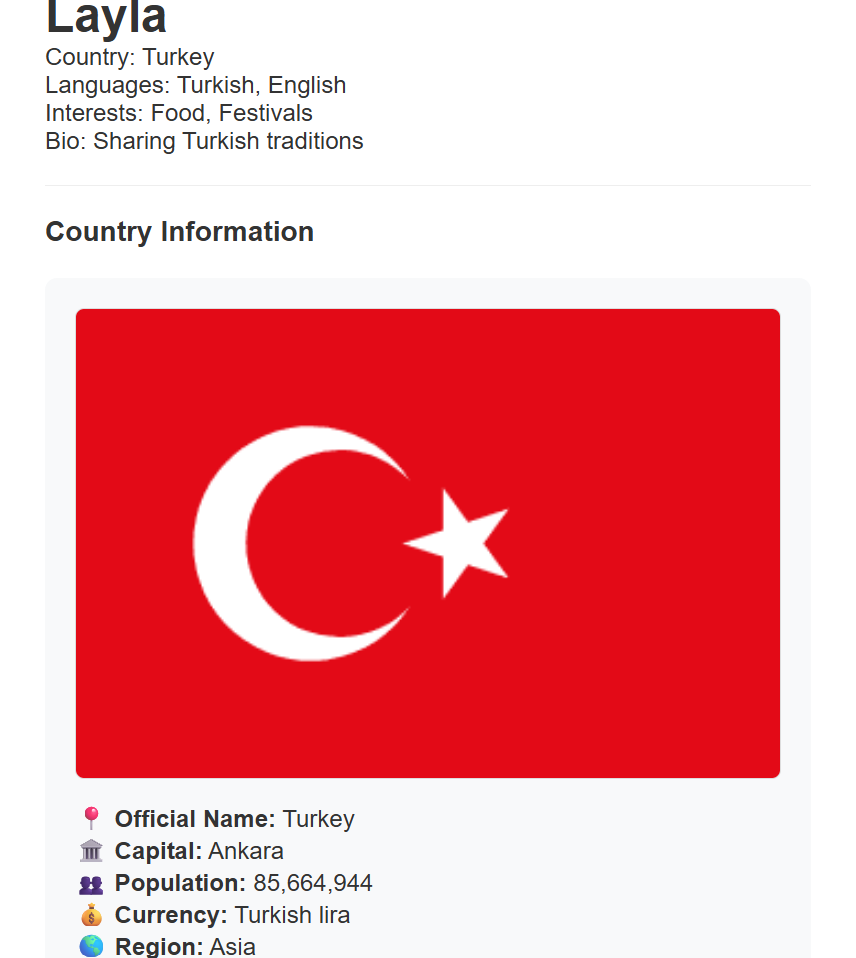 Layla
Country: Turkey
Languages: Turkish, English
Interests: Food, Festivals
Bio: Sharing Turkish traditions
Country Information
Official Name: Turkey
Capital: Ankara
Population: 85,664,944
Currency: Turkish lira
Region: Asia